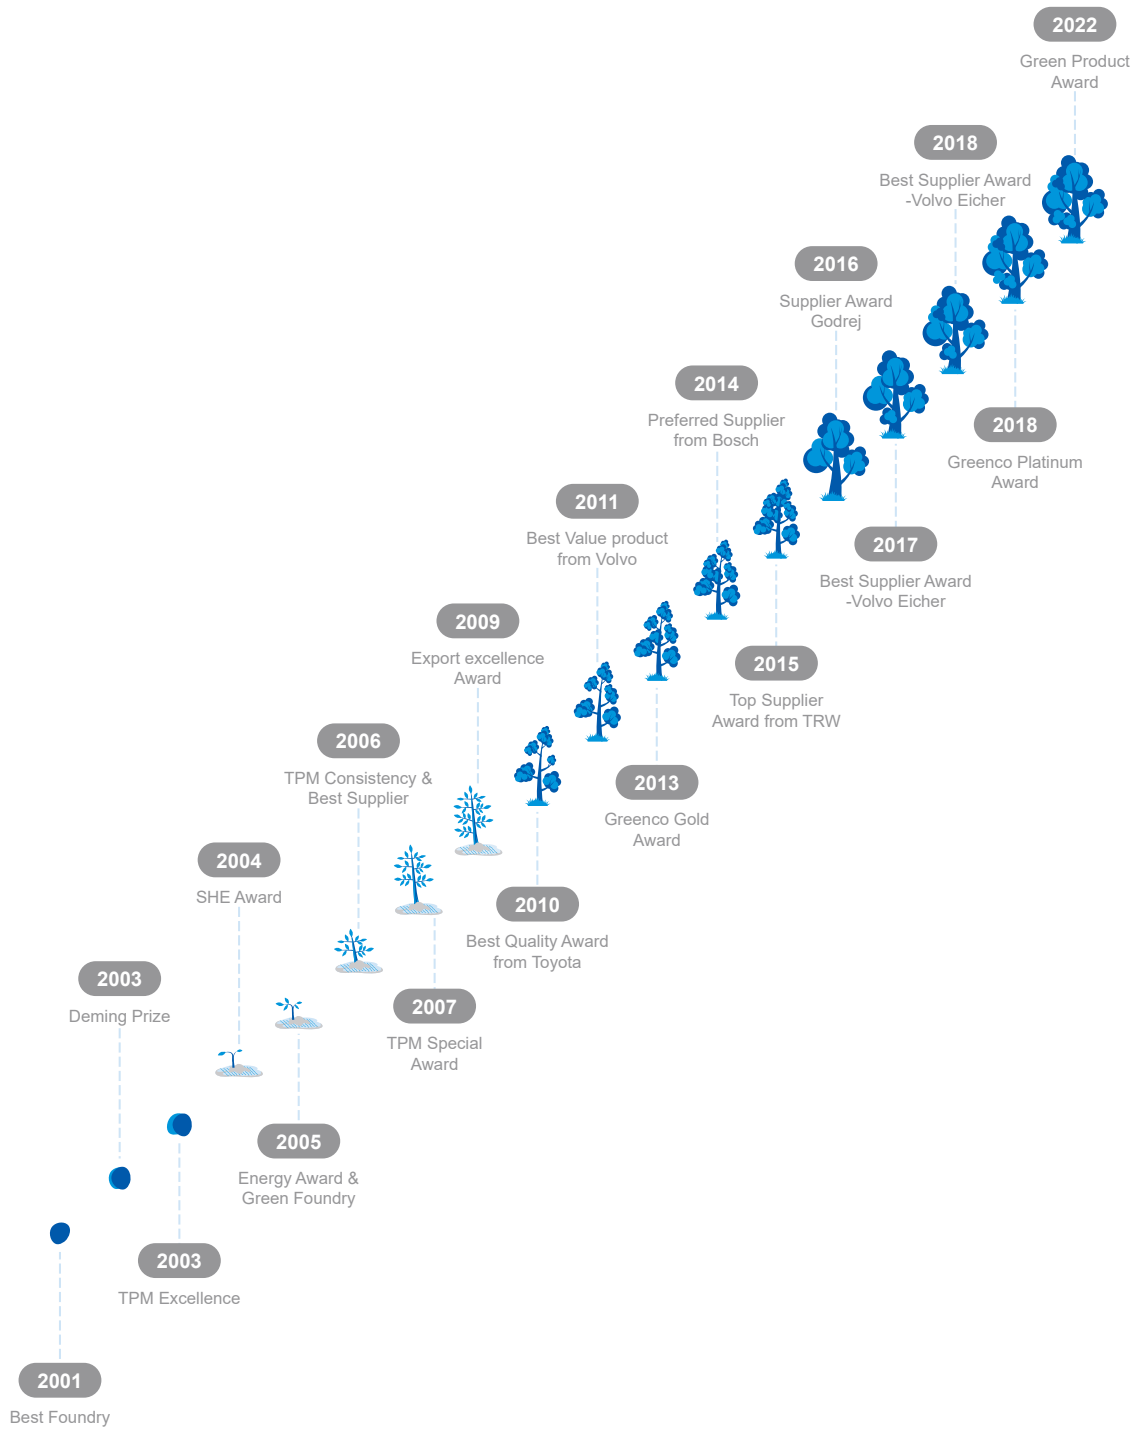 2022
Green Product
Award
2018
Best Supplier Award
-Volvo Eicher
2016
Supplier Award
Godrej
2018
Greenco Platinum
Award
2014
Preferred Supplier
from Bosch
2017
Best Supplier Award
-Volvo Eicher
2011
Best Value product
from Volvo
2015
Top Supplier
Award from TRW
2009
Export excellence
Award
2013
Greenco Gold
Award
2006
TPM Consistency &
Best Supplier
2010
Best Quality Award
from Toyota
2004
SHE Award
2007
TPM Special
Award
2003
Deming Prize
2005
Energy Award &
Green Foundry
2003
TPM Excellence
2001
Best Foundry